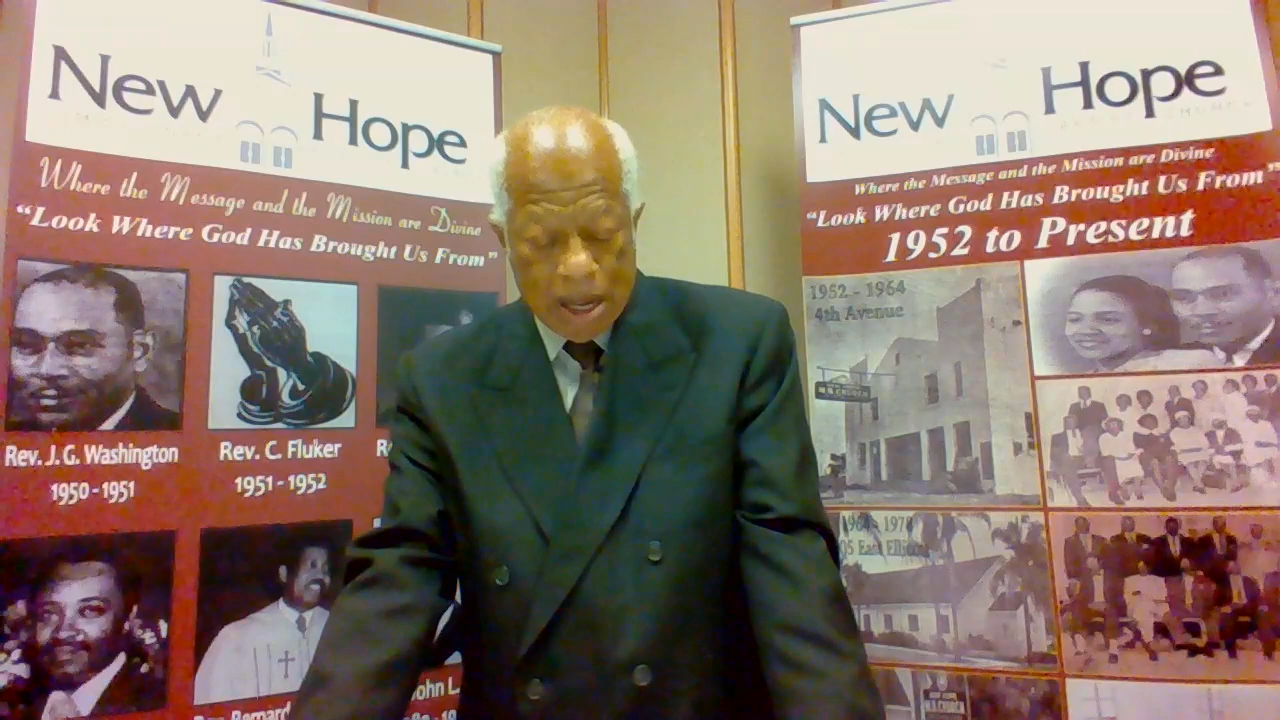 New Hope
Where the Message and the Mission are Divine
"Look Where God Has Brought Us From"
Rev. J. G. Washington
1950 - 1951
Rev. C. Fluker
1951 - 1952
John L.
New Hope
Where the Message and the Mission are Divine
"Look Where God Has Brought Us From"
1952 to Present
1952 - 1964
4th Avenue
M.B. CHURCH